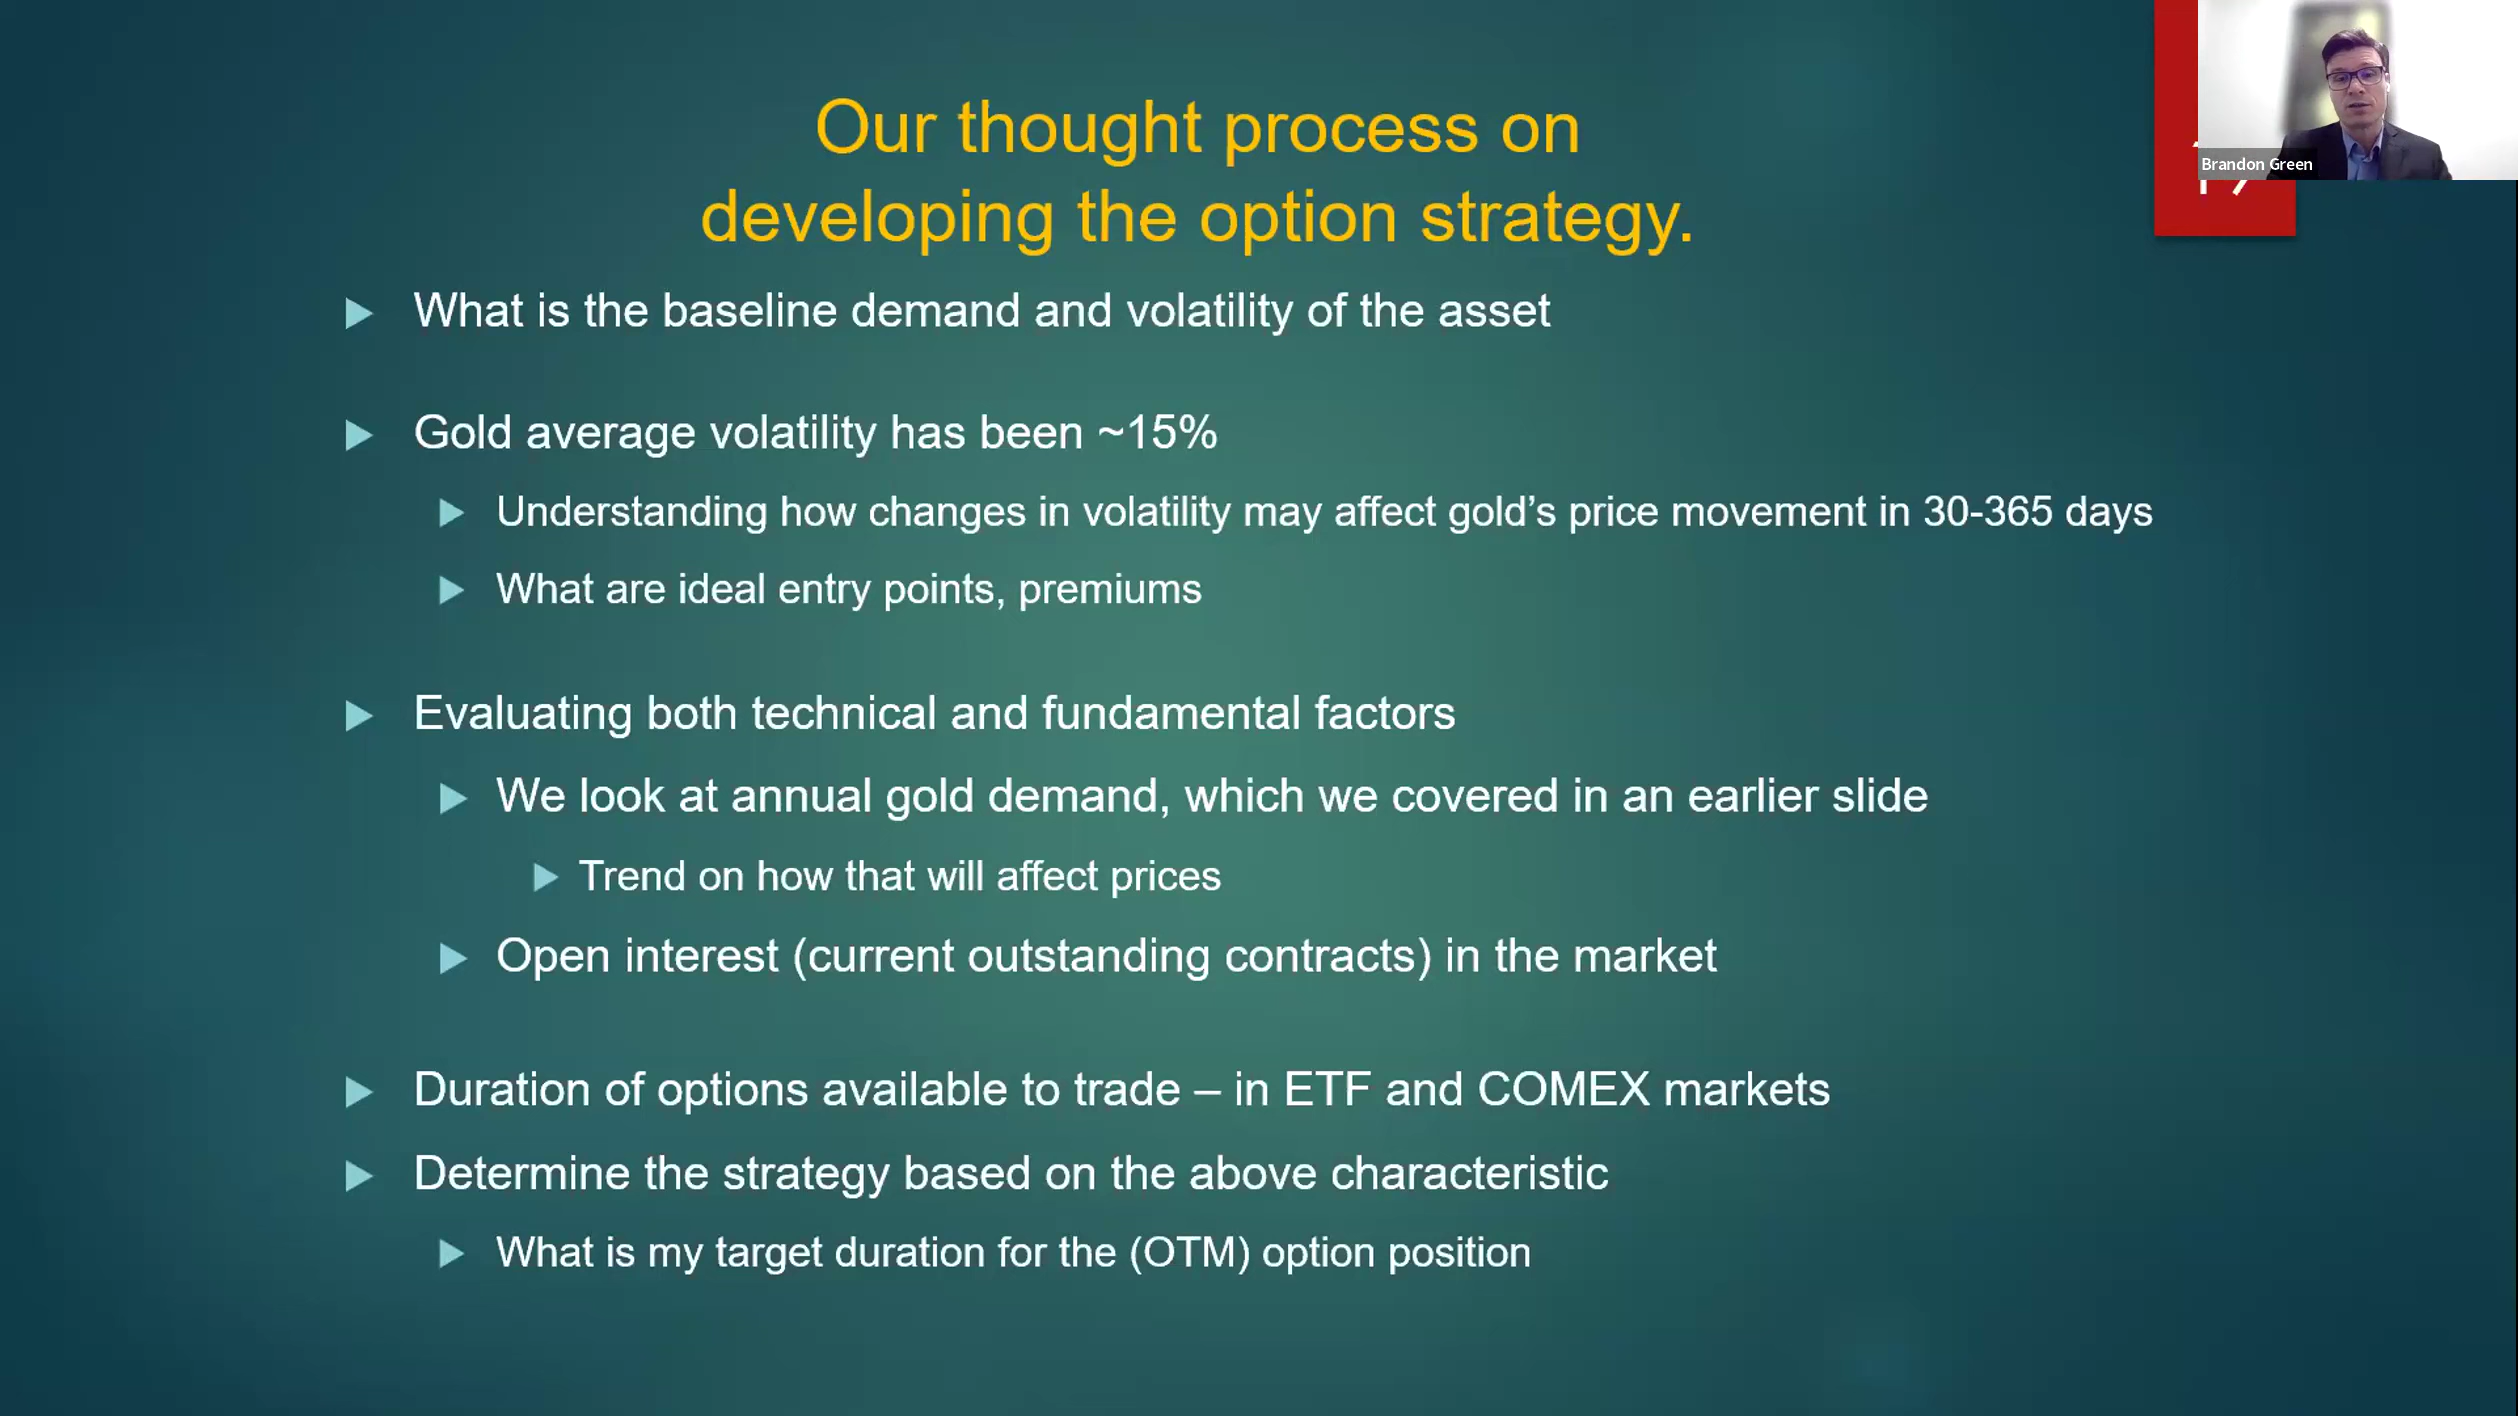 Our thought process on
developing the option strategy.
What is the baseline demand and volatility of the asset
Gold average volatility has been ~15%
Understanding how changes in volatility may affect gold’s price movement in 30-365 days
What are ideal entry points, premiums
Evaluating both technical and fundamental factors
We look at annual gold demand, which we covered in an earlier slide
Trend on how that will affect prices
Open interest (current outstanding contracts) in the market
Duration of options available to trade – in ETF and COMEX markets
Determine the strategy based on the above characteristic
What is my target duration for the (OTM) option position
Brandon Green